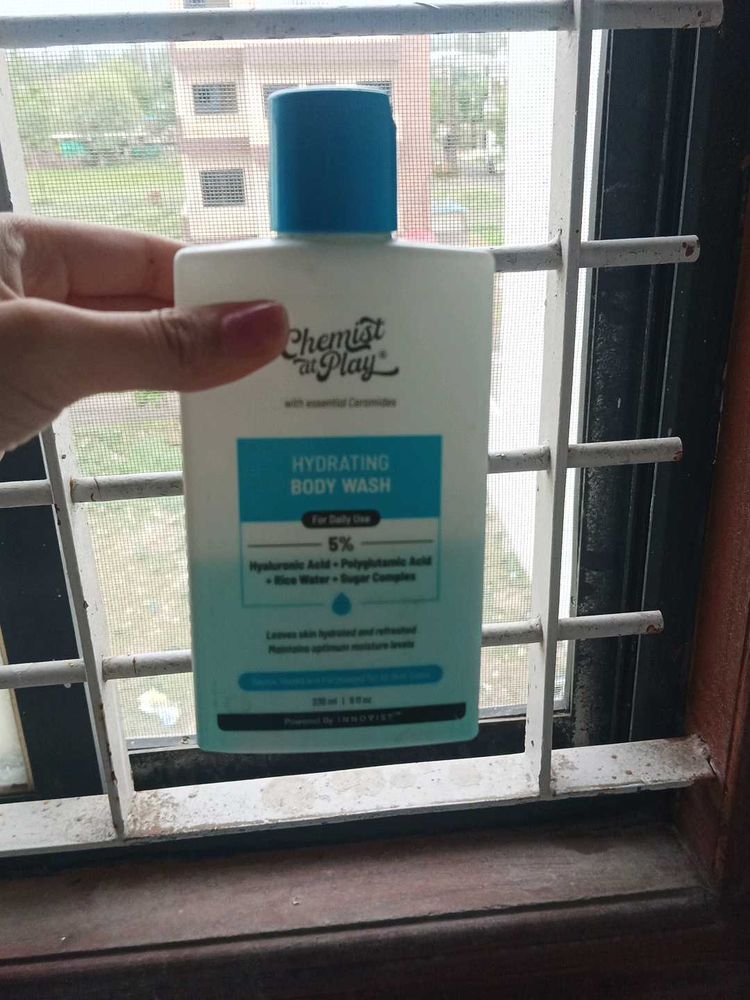 Chemist
at Play®
with essential Ceramides
HYDRATING
BODY WASH
For Daily Use
5%
Hyaluronic Acid + Polyglutamic Acid
+ Rice Water + Sugar Complex
Leaves skin hydrated and refreshed
Maintains optimum moisture levels
Powered By INNOVIST™